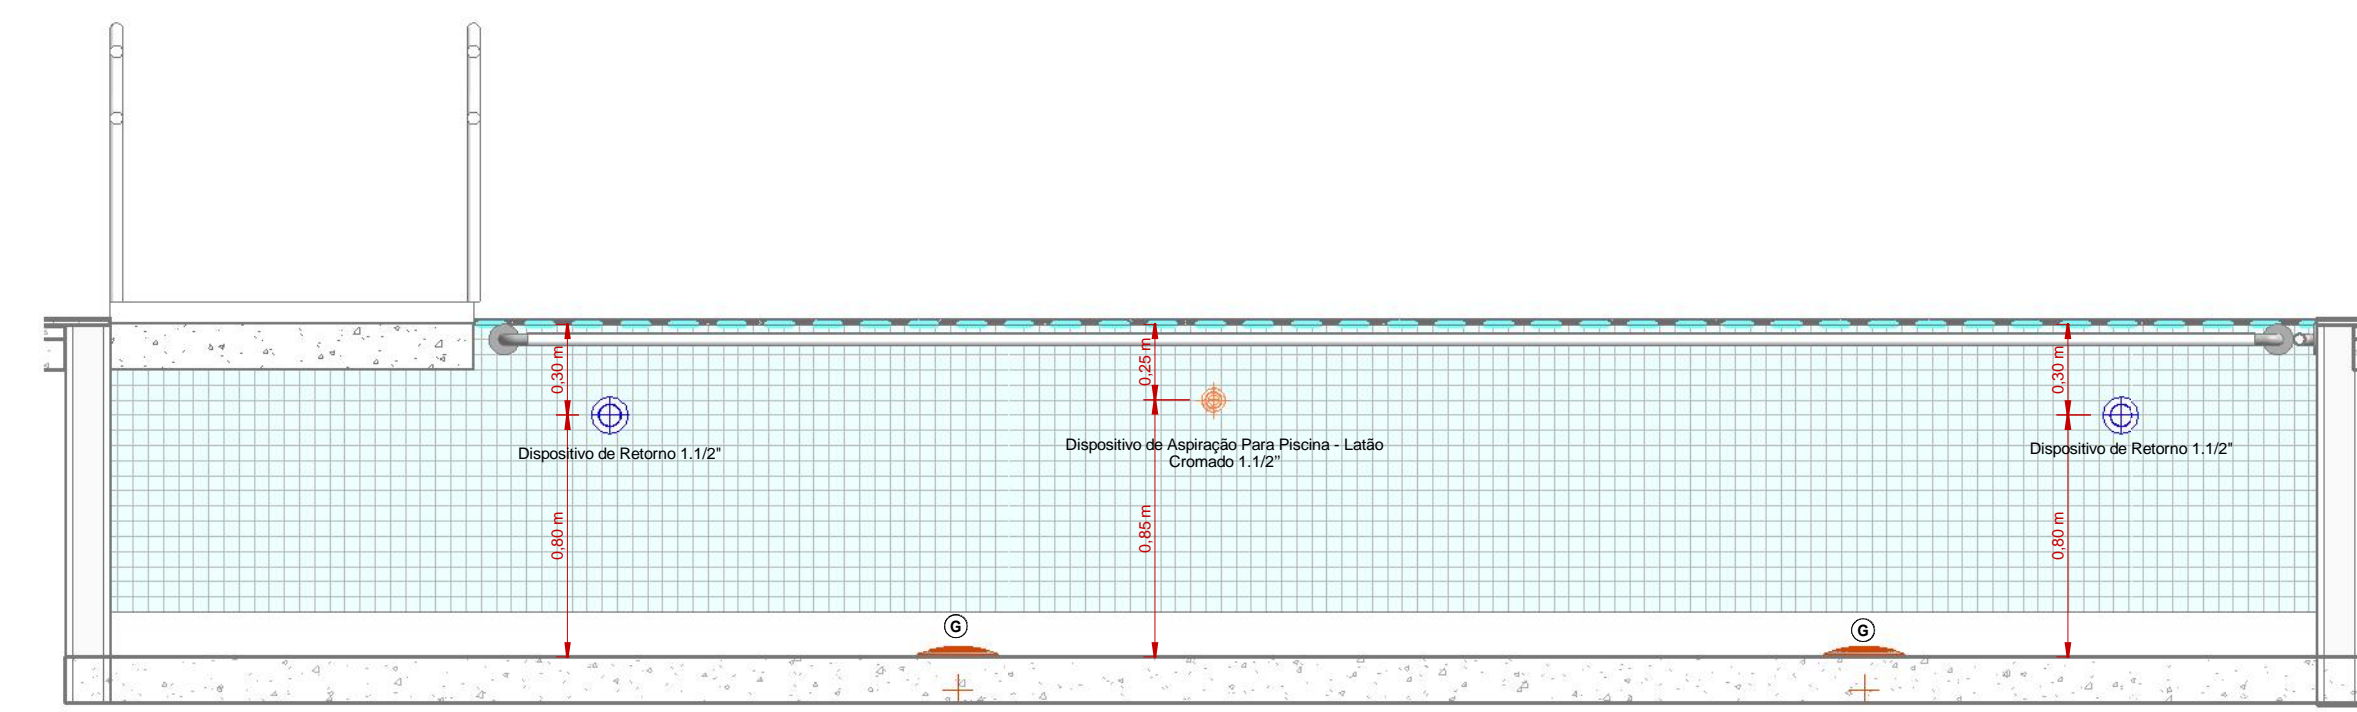 0,30 m
0,25 m
0,30 m
Dispositivo de Retorno 1.1/2"
Dispositivo de Aspiração Para Piscina - Latão
Cromado 1.1/2”
Dispositivo de Retorno 1.1/2"
0,80 m
0,85 m
0,80 m
G
G